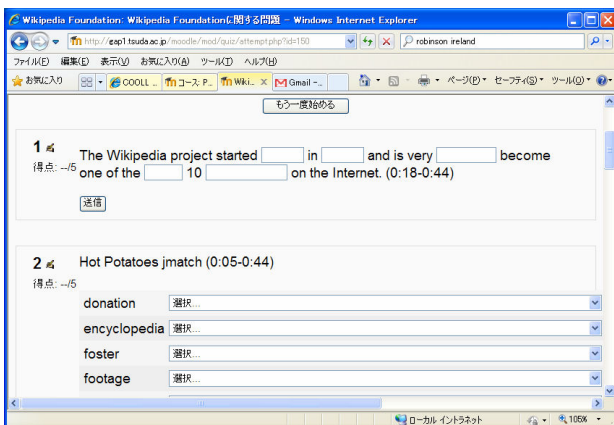 Wikipedia Foundation: Wikipedia Foundationに関する問題 - Windows Internet Explorer
http://eap1.tsuda.ac.jp/moodle/mod/quiz/attempt.php?id=150 robinson ireland
ファイル(F) 編集(E) 表示(V) お気に入り(A) ツール(T) ヘルプ(H)
お気に入り COOLL ... コース: P... Wiki... Gmail -... ページ(P) セーフティ(S) ツール(O)
もう一度始める
1 The Wikipedia project started in and is very become
得点: --/5 one of the 10 on the Internet. (0:18-0:44)
送信
2 Hot Potatoes jmatch (0:05-0:44)
得点: --/5
donation 選択...
encyclopedia 選択...
foster 選択...
footage 選択...
ローカル イントラネット 105%